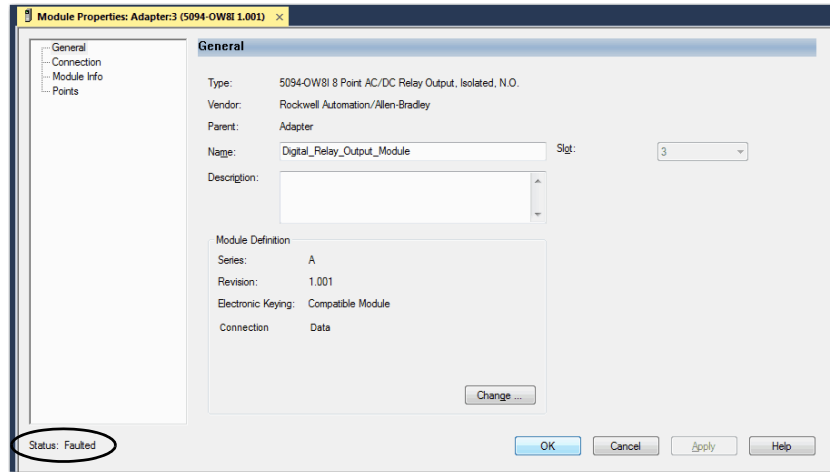 Module Properties: Adapter:3 (5094-OW8I 1.001) ×
General
Connection
Module Info
Points
General
Type: 5094-OW8I 8 Point AC/DC Relay Output, Isolated, N.O.
Vendor: Rockwell Automation/Allen-Bradley
Parent: Adapter
Name: Digital_Relay_Output_Module Slot: 3
Description:
Module Definition
Series: A
Revision: 1.001
Electronic Keying: Compatible Module
Connection Data
Change ...
Status: Faulted OK Cancel Apply Help